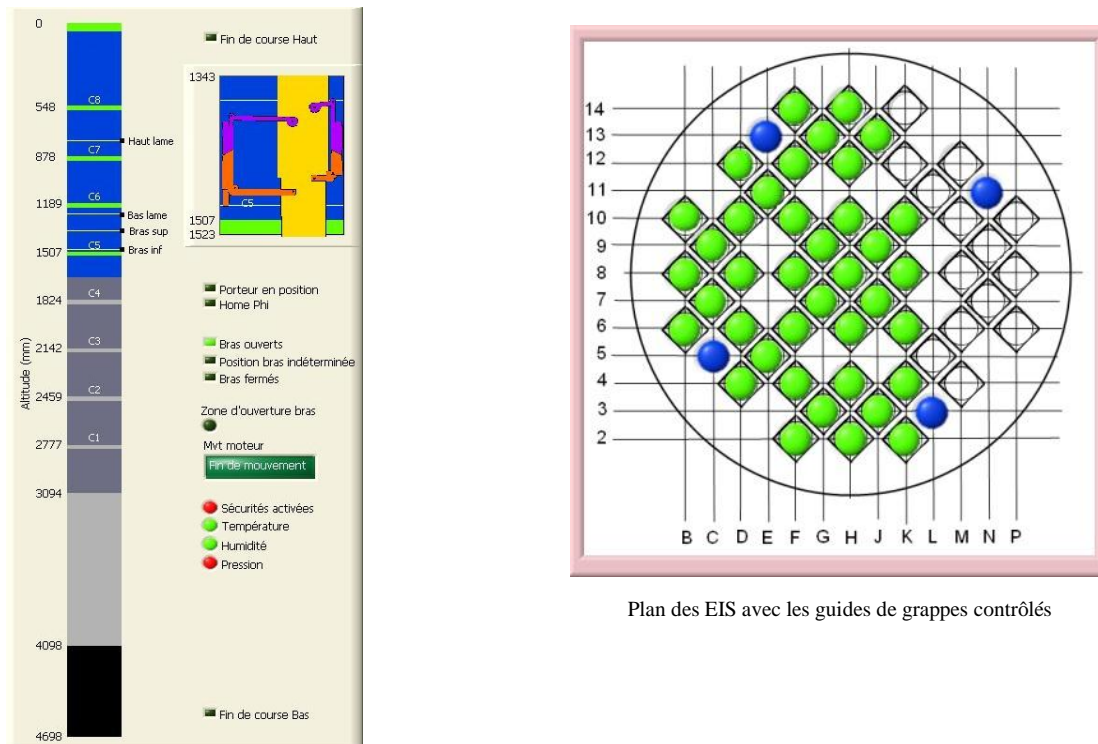 0
Fin de course Haut
1343
C8
548
Haut lame
C7
878
C6
1189
Bas lame
Bras sup
C5
Bras inf
1507
C5
1507
1523
C4
1824
Porteur en position
Home Phi
C3
2142
Bras ouverts
Position bras indéterminée
Bras fermés
Altitude (mm)
C2
2459
Zone d'ouverture bras
C1
2777
Mvt moteur
Fin de mouvement
3094
Sécurités activées
Température
Humidité
Pression
4098
Fin de course Bas
4698
14
13
12
11
10
9
8
7
6
5
4
3
2
B C D E F G H J K L M N P
Plan des EIS avec les guides de grappes contrôlés